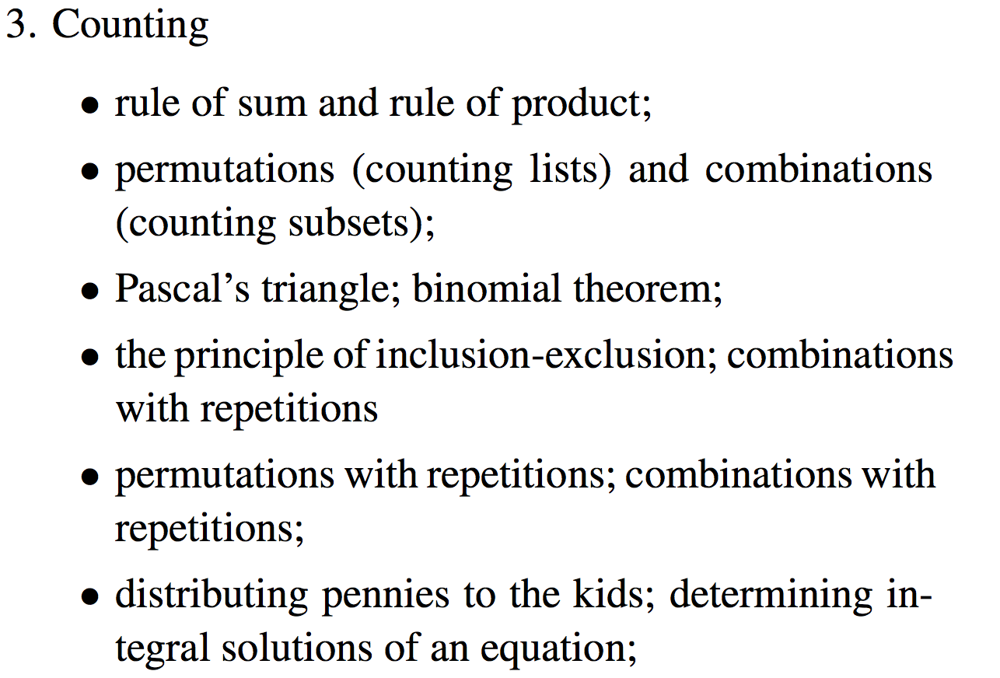 3. Counting
• rule of sum and rule of product;
• permutations (counting lists) and combinations
(counting subsets);
• Pascal’s triangle; binomial theorem;
• the principle of inclusion-exclusion; combinations
with repetitions
• permutations with repetitions; combinations with
repetitions;
• distributing pennies to the kids; determining in-
tegral solutions of an equation;